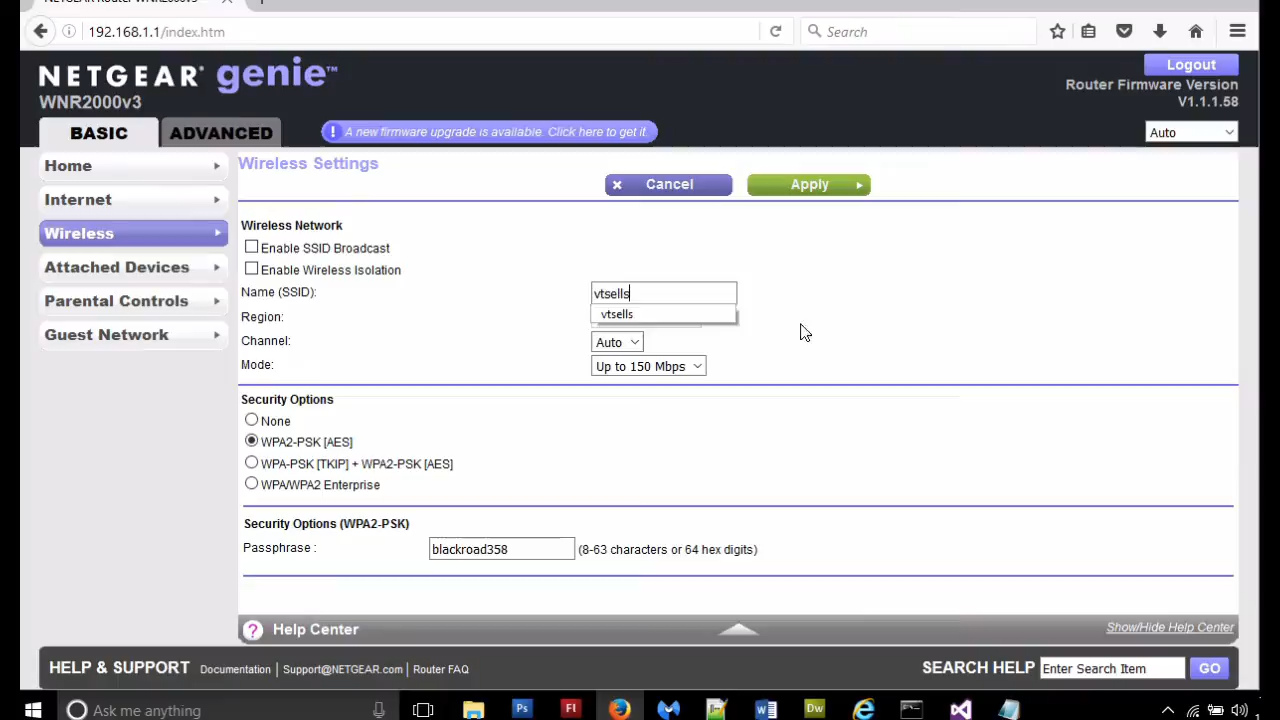 192.168.1.1/index.htm
Search
NETGEAR® genie™
WNR2000v3
Logout
Router Firmware Version
V1.1.1.58
BASIC
ADVANCED
! A new firmware upgrade is available. Click here to get it.
Auto
Home
Internet
Wireless
Attached Devices
Parental Controls
Guest Network
Wireless Settings
Cancel
Apply
Wireless Network
Enable SSID Broadcast
Enable Wireless Isolation
Name (SSID):
vtsells
vtsells
Region:
Channel:
Auto
Mode:
Up to 150 Mbps
Security Options
None
WPA2-PSK [AES]
WPA-PSK [TKIP] + WPA2-PSK [AES]
WPA/WPA2 Enterprise
Security Options (WPA2-PSK)
Passphrase :
blackroad358
(8-63 characters or 64 hex digits)
? Help Center
Show/Hide Help Center
HELP & SUPPORT Documentation | Support@NETGEAR.com | Router FAQ
SEARCH HELP Enter Search Item GO
Ask me anything
Ps
Fl
Dw